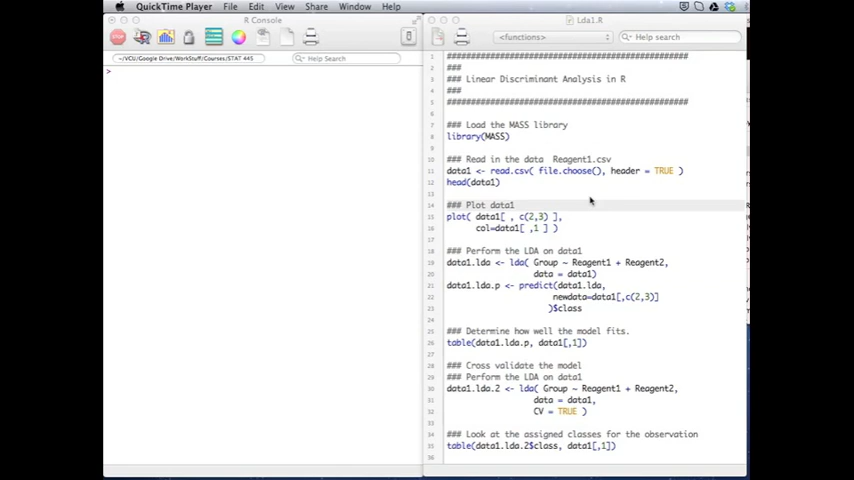 QuickTime Player File Edit View Share Window Help
R Console
~/VCU/Google Drive/WorkStuff/Courses/STAT 445
Help Search
>
Lda1.R
<functions>
Help search
1 ##################################################
2 ###
3 ### Linear Discriminant Analysis in R
4 ###
5 ##################################################
6
7 ### Load the MASS library
8 library(MASS)
9
10 ### Read in the data  Reagent1.csv
11 data1 <- read.csv( file.choose(), header = TRUE )
12 head(data1)
13
14 ### Plot data1
15 plot( data1[ , c(2,3) ],
16 col=data1[ ,1 ] )
17
18 ### Perform the LDA on data1
19 data1.lda <- lda( Group ~ Reagent1 + Reagent2,
20 data = data1)
21 data1.lda.p <- predict(data1.lda,
22 newdata=data1[,c(2,3)]
23 )$class
24
25 ### Determine how well the model fits.
26 table(data1.lda.p, data1[,1])
27
28 ### Cross validate the model
29 ### Perform the LDA on data1
30 data1.lda.2 <- lda( Group ~ Reagent1 + Reagent2,
31 data = data1,
32 CV = TRUE )
33
34 ### Look at the assigned classes for the observation
35 table(data1.lda.2$class, data1[,1])
36